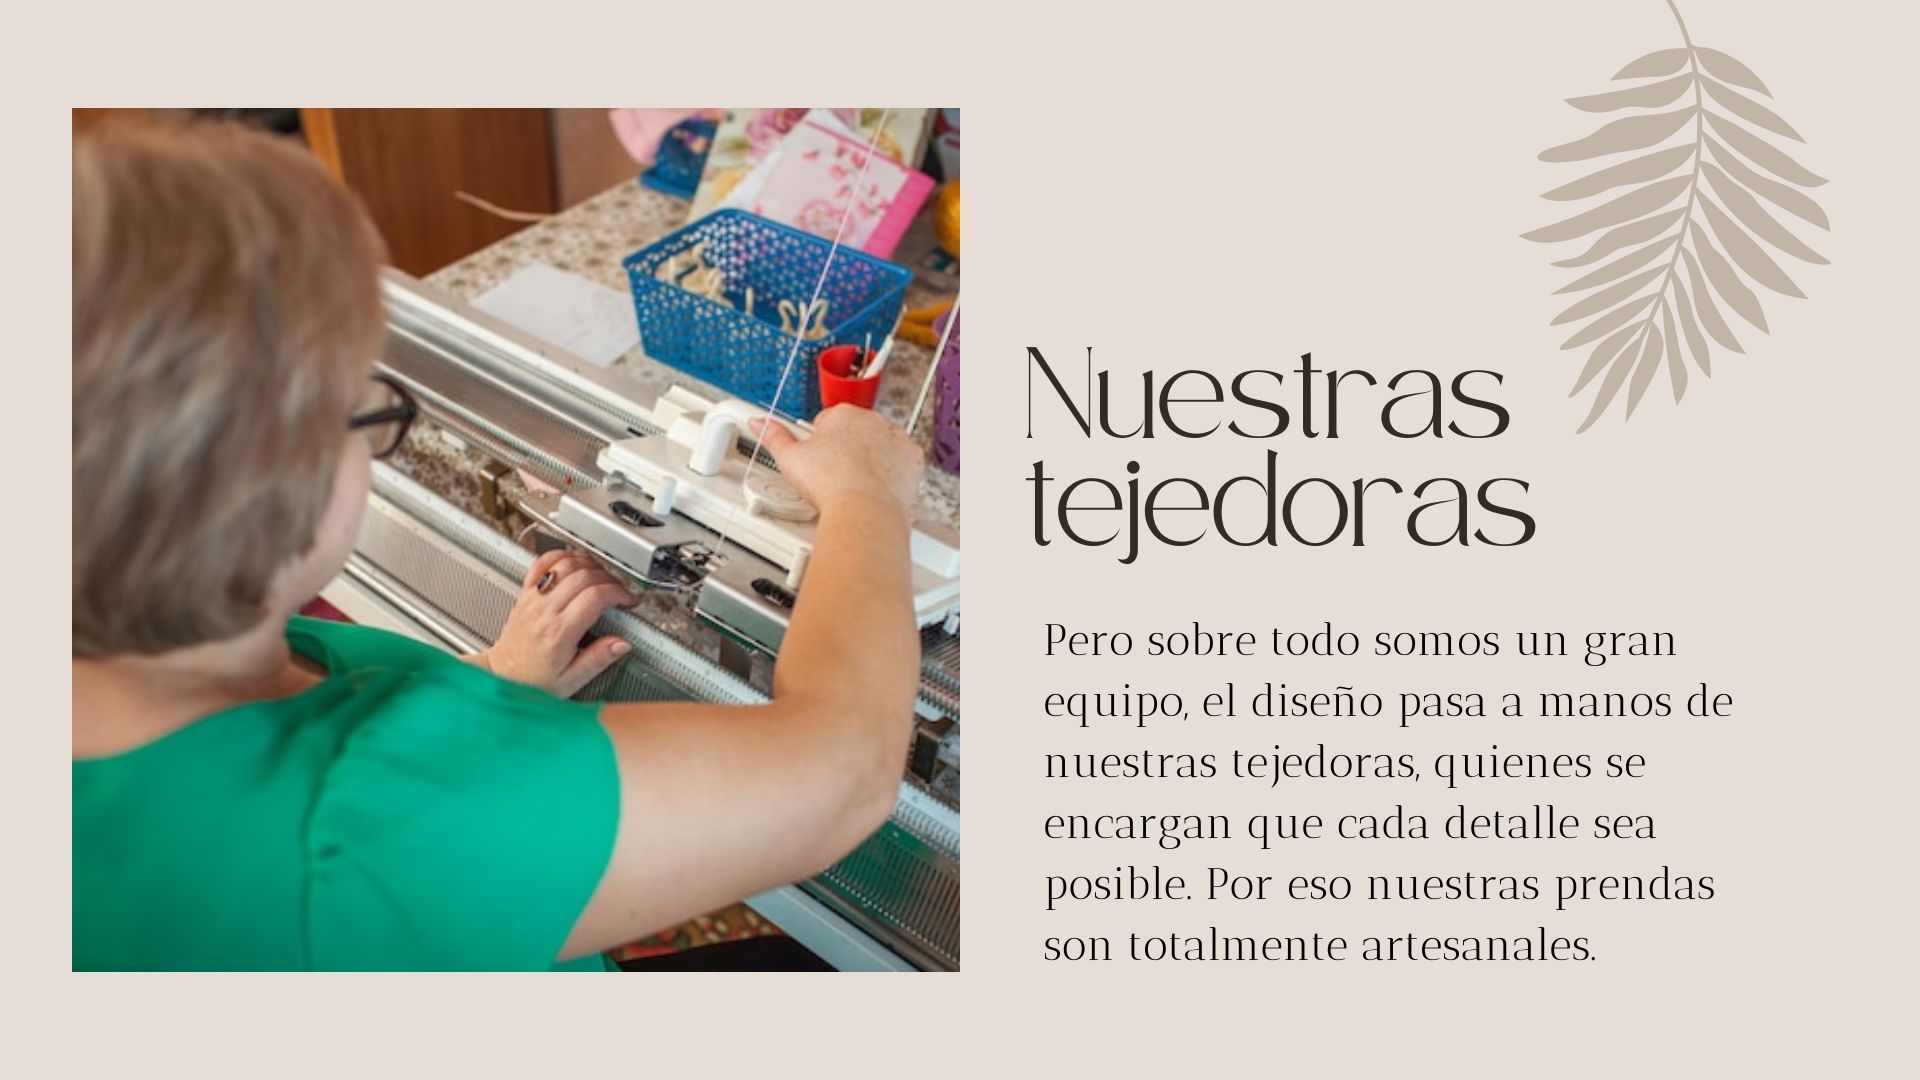 Nuestras
tejedoras
Pero sobre todo somos un gran
equipo, el diseño pasa a manos de
nuestras tejedoras, quienes se
encargan que cada detalle sea
posible. Por eso nuestras prendas
son totalmente artesanales.